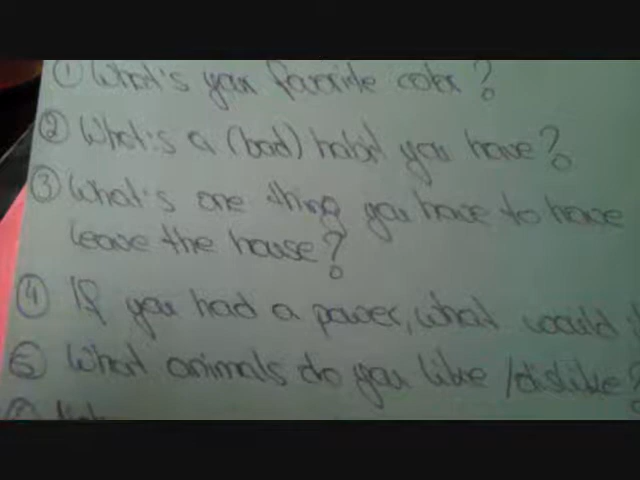 ① What's your favorite color?
② What's a (bad) habit you have?
③ What's one thing you have to have
leave the house?
④ If you had a power, what would
⑤ What animals do you like/dislike?